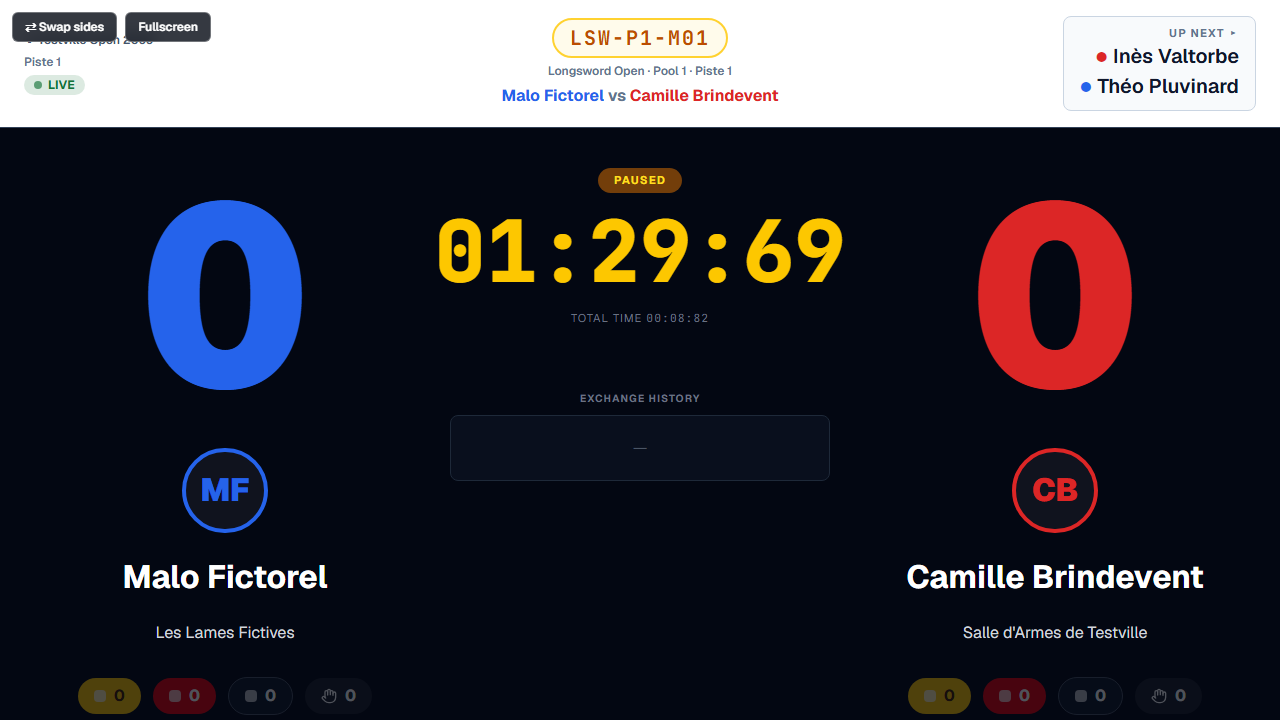 ⇄ Swap sides
Fullscreen
Piste 1
LIVE
LSW-P1-M01
Longsword Open · Pool 1 · Piste 1
Malo Fictorel vs Camille Brindevent
UP NEXT ▸
Inès Valtorbe
Théo Pluvinard
PAUSED
01:29:69
TOTAL TIME 00:08:82
0
0
EXCHANGE HISTORY
—
MF
CB
Malo Fictorel
Camille Brindevent
Les Lames Fictives
Salle d'Armes de Testville
0 0 0 0
0 0 0 0